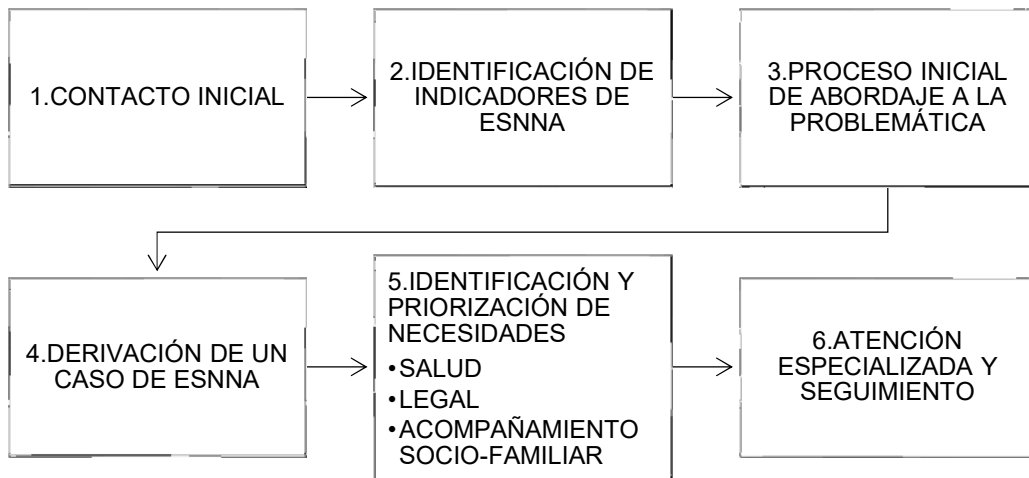 1.CONTACTO INICIAL
2.IDENTIFICACIÓN DE
INDICADORES DE
ESNNA
3.PROCESO INICIAL
DE ABORDAJE A LA
PROBLEMÁTICA
4.DERIVACIÓN DE UN
CASO DE ESNNA
5.IDENTIFICACIÓN Y
PRIORIZACIÓN DE
NECESIDADES
•SALUD
•LEGAL
•ACOMPAÑAMIENTO
SOCIO-FAMILIAR
6.ATENCIÓN
ESPECIALIZADA Y
SEGUIMIENTO